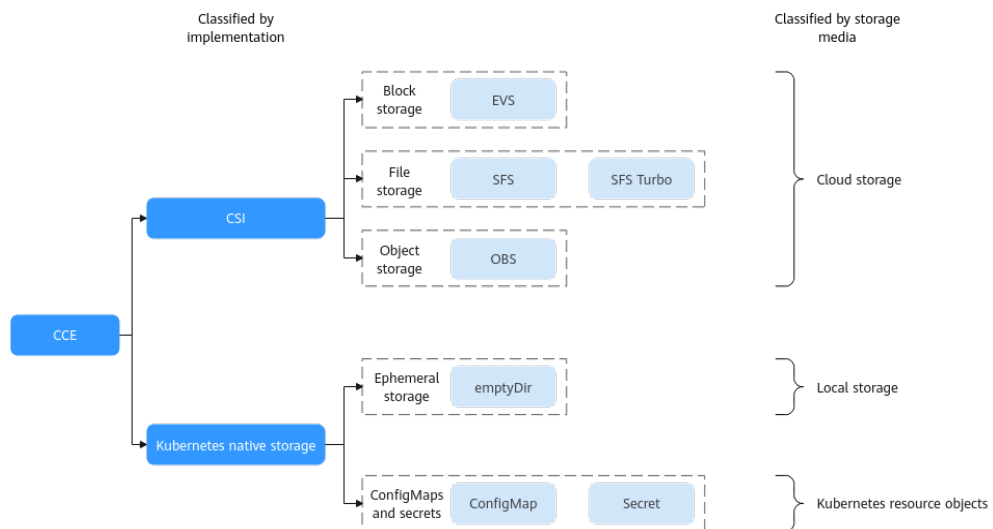 Classified by
implementation
Classified by storage
media
Block
storage
EVS
File
storage
SFS
SFS Turbo
Cloud storage
CSI
Object
storage
OBS
CCE
Ephemeral
storage
emptyDir
Local storage
Kubernetes native storage
ConfigMaps
and secrets
ConfigMap
Secret
Kubernetes resource objects